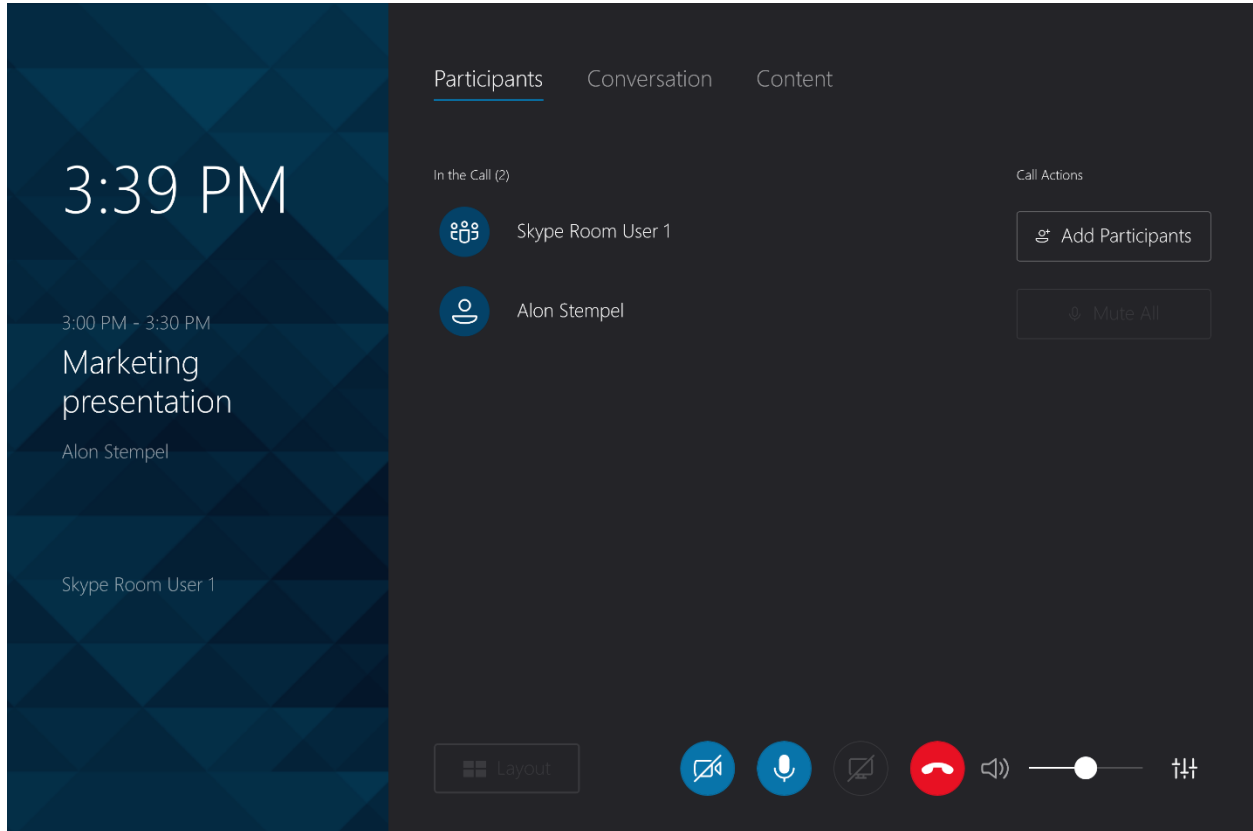 3:39 PM
3:00 PM - 3:30 PM
Marketing
presentation
Alon Stempel
Skype Room User 1
Participants
Conversation
Content
In the Call (2)
Skype Room User 1
Alon Stempel
Call Actions
Add Participants
Mute All
Layout